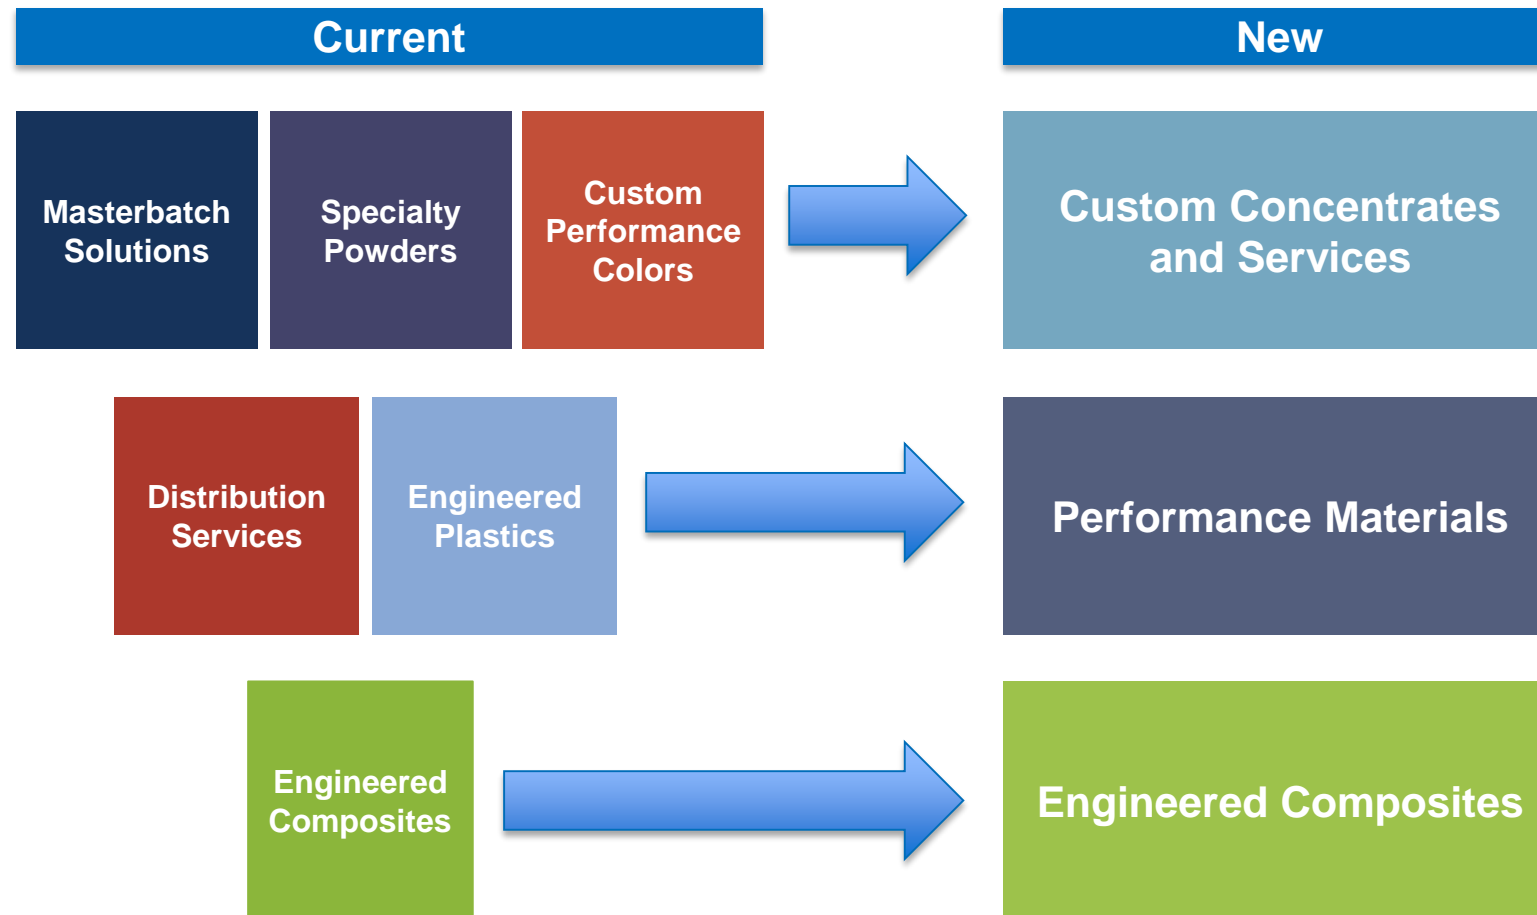 Current
New
Masterbatch
Solutions
Specialty
Powders
Custom
Performance
Colors
Custom Concentrates
and Services
Distribution
Services
Engineered
Plastics
Performance Materials
Engineered
Composites
Engineered Composites